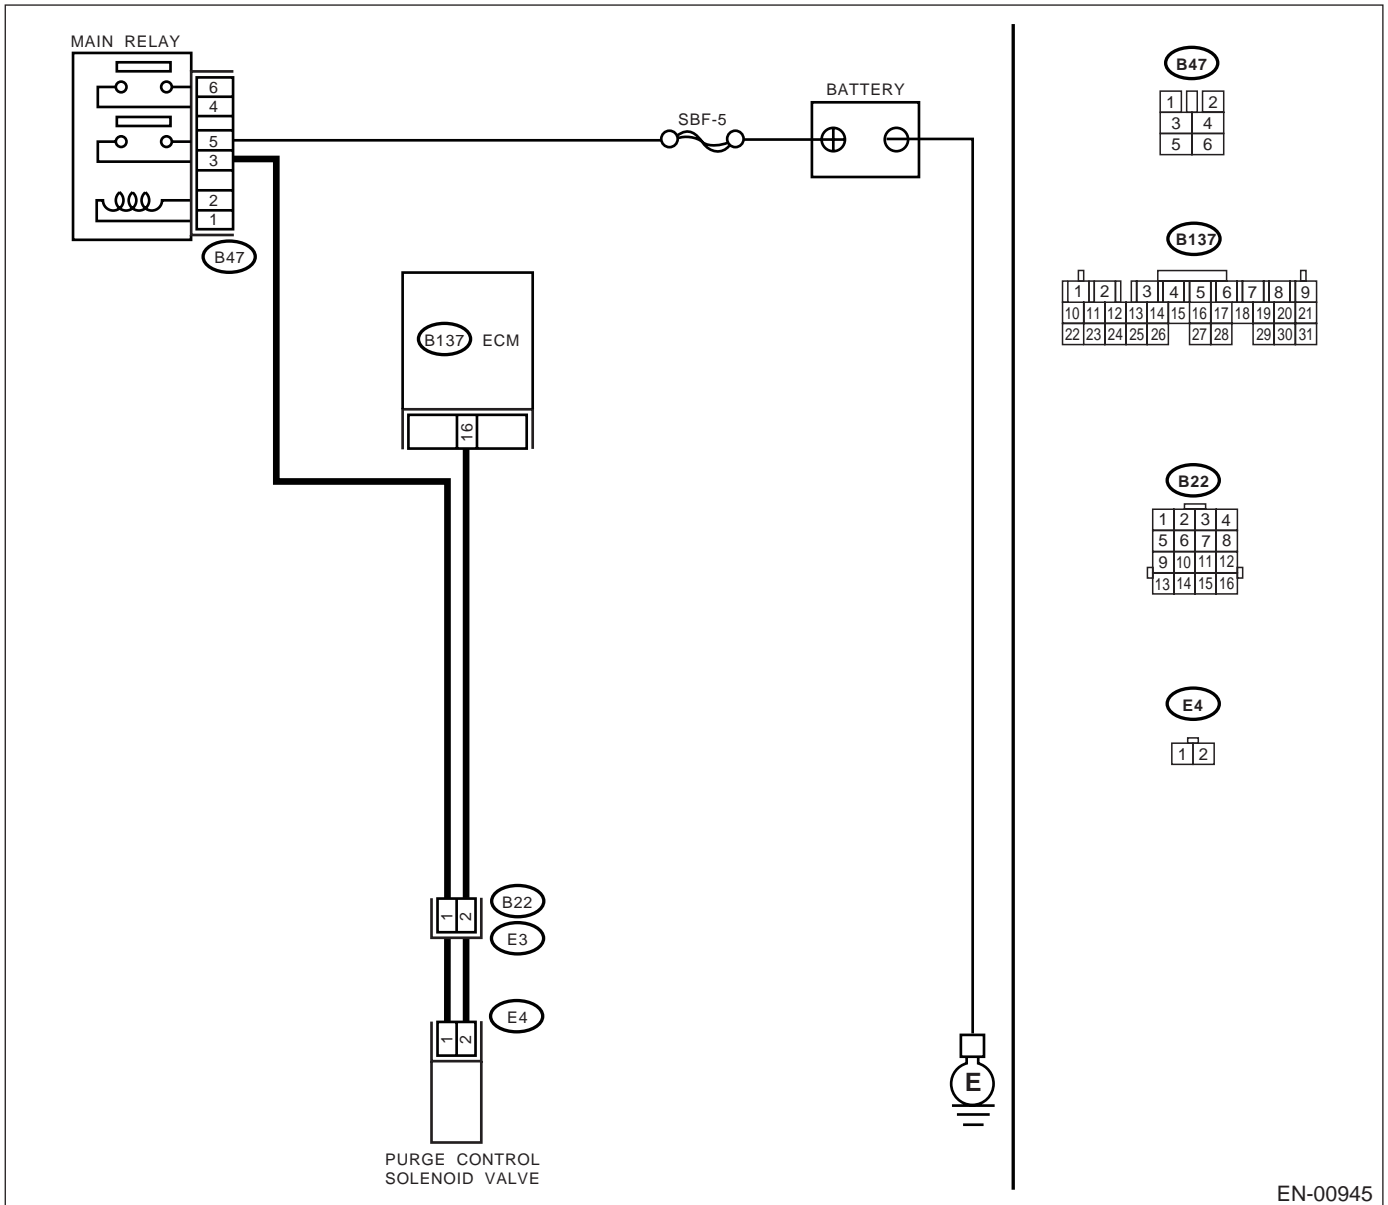 MAIN RELAY
6
4
5
3
2
1
B47
SBF-5
BATTERY
B137 ECM
16
B22
1 2
E3
E4
1 2
PURGE CONTROL
SOLENOID VALVE
E
B47
1 2
3 4
5 6
B137
1 2 3 4 5 6 7 8 9
10 11 12 13 14 15 16 17 18 19 20 21
22 23 24 25 26 27 28 29 30 31
B22
1 2 3 4
5 6 7 8
9 10 11 12
13 14 15 16
E4
1 2
EN-00945